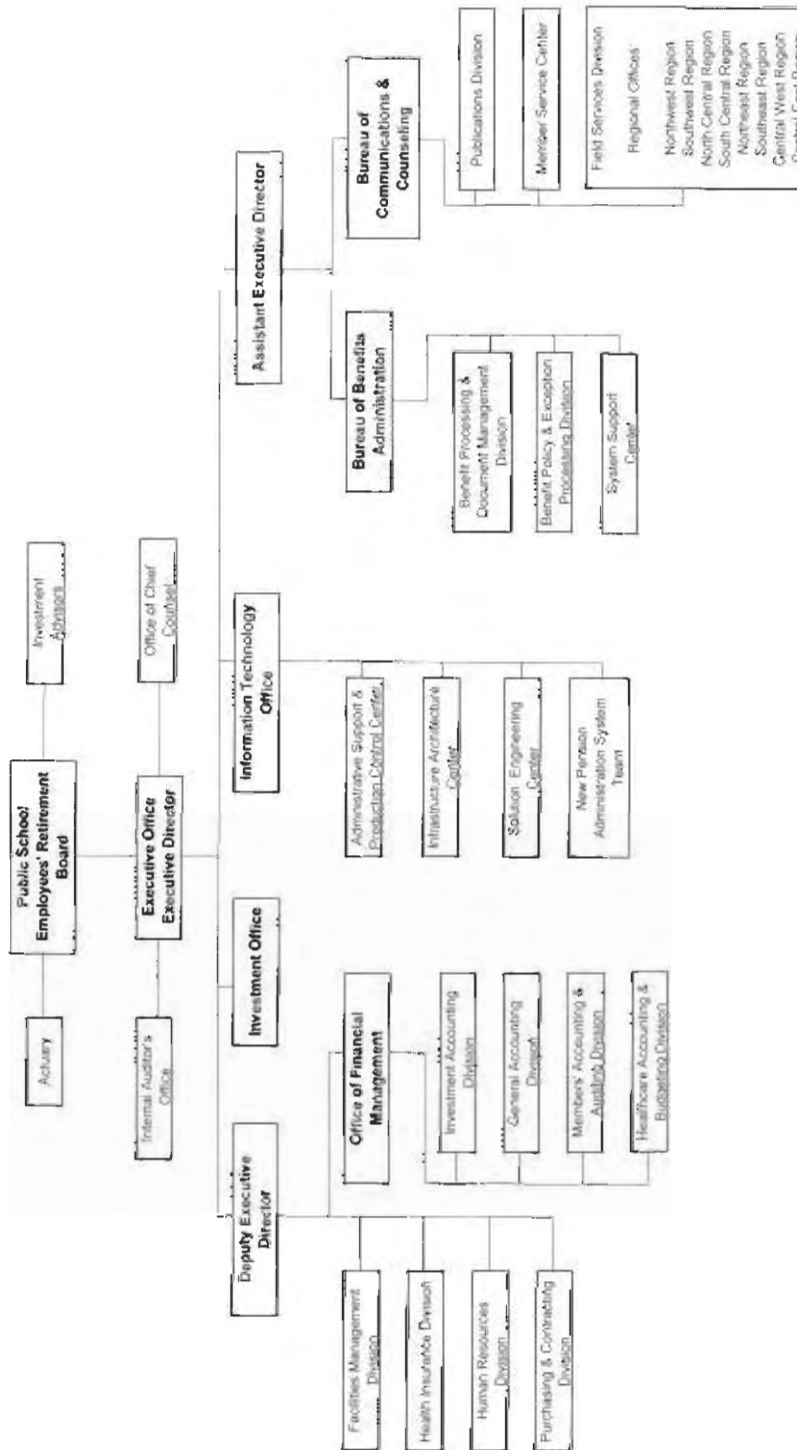 Public School
Employees' Retirement
Board
Actuary
Investment
Advisors
Executive Office
Executive Director
Internal Auditor's
Office
Office of Chief
Counsel
Deputy Executive
Director
Investment Office
Information Technology
Office
Assistant Executive Director
Facilities Management
Division
Health Insurance Division
Human Resources
Division
Purchasing & Contracting
Division
Office of Financial
Management
Investment Accounting
Division
General Accounting
Division
Members' Accounting &
Auditing Division
Healthcare Accounting &
Budgeting Division
Administrative Support &
Production Control Center
Infrastructure Architecture
Center
Solution Engineering
Center
New Pension
Administration System
Team
Bureau of Benefits
Administration
Benefit Processing &
Document Management
Division
Benefit Policy & Exception
Processing Division
System Support
Center
Bureau of
Communications &
Counseling
Publications Division
Member Service Center
Field Services Division
Regional Offices
Northwest Region
Southwest Region
North Central Region
South Central Region
Northeast Region
Southeast Region
Central West Region
Central East Region